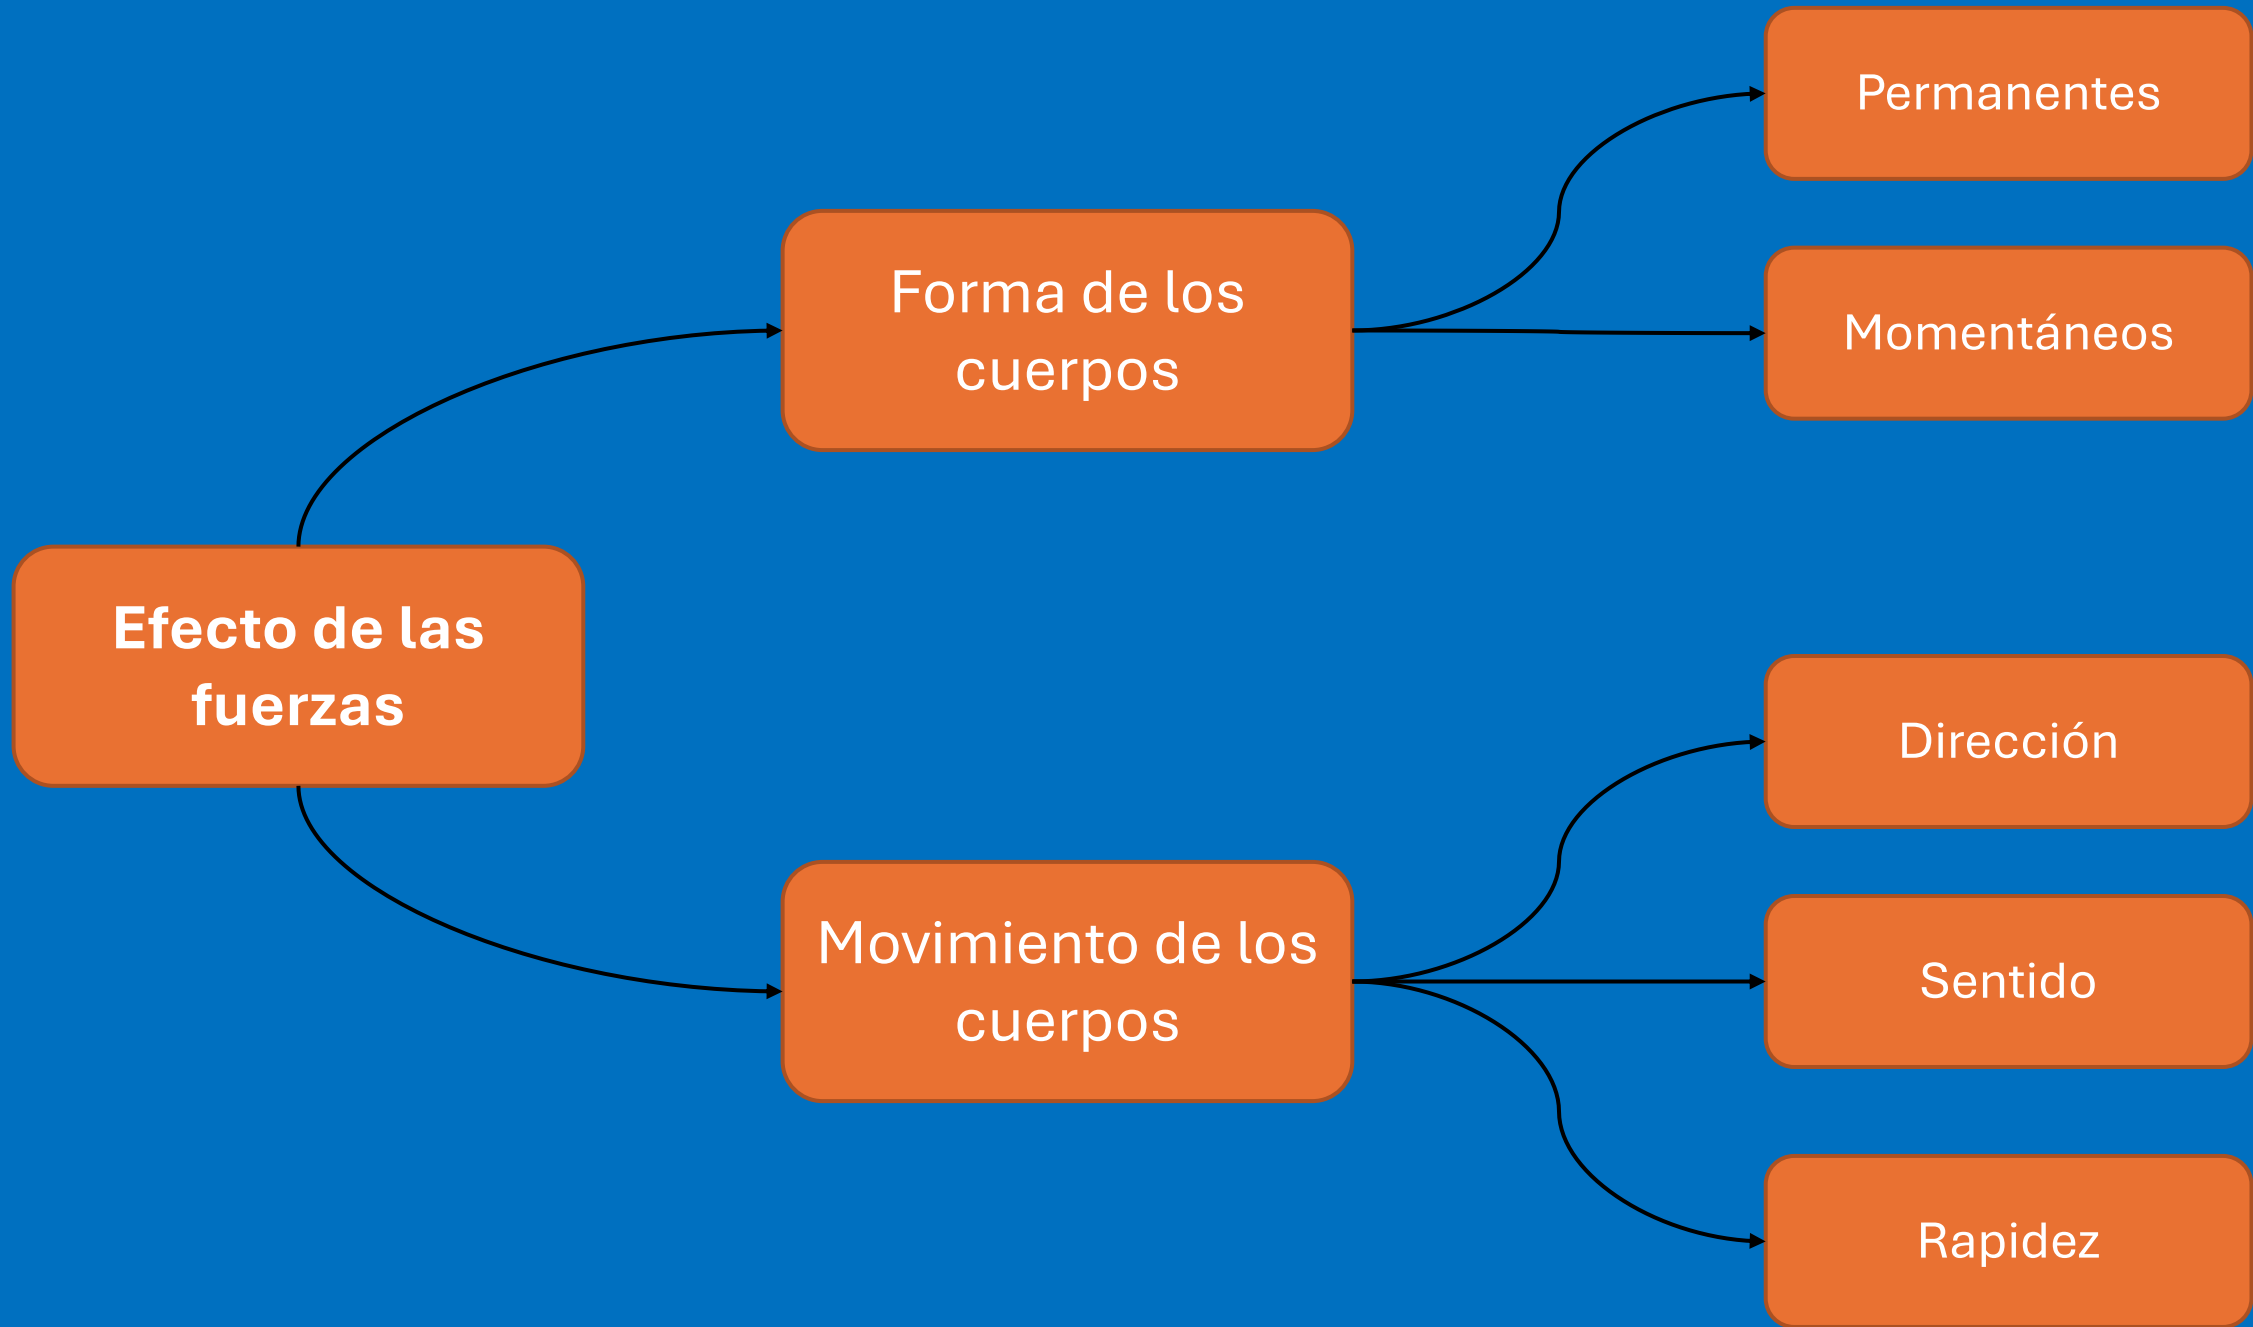 Permanentes
Forma de los
cuerpos
Momentáneos
Efecto de las
fuerzas
Dirección
Movimiento de los
cuerpos
Sentido
Rapidez